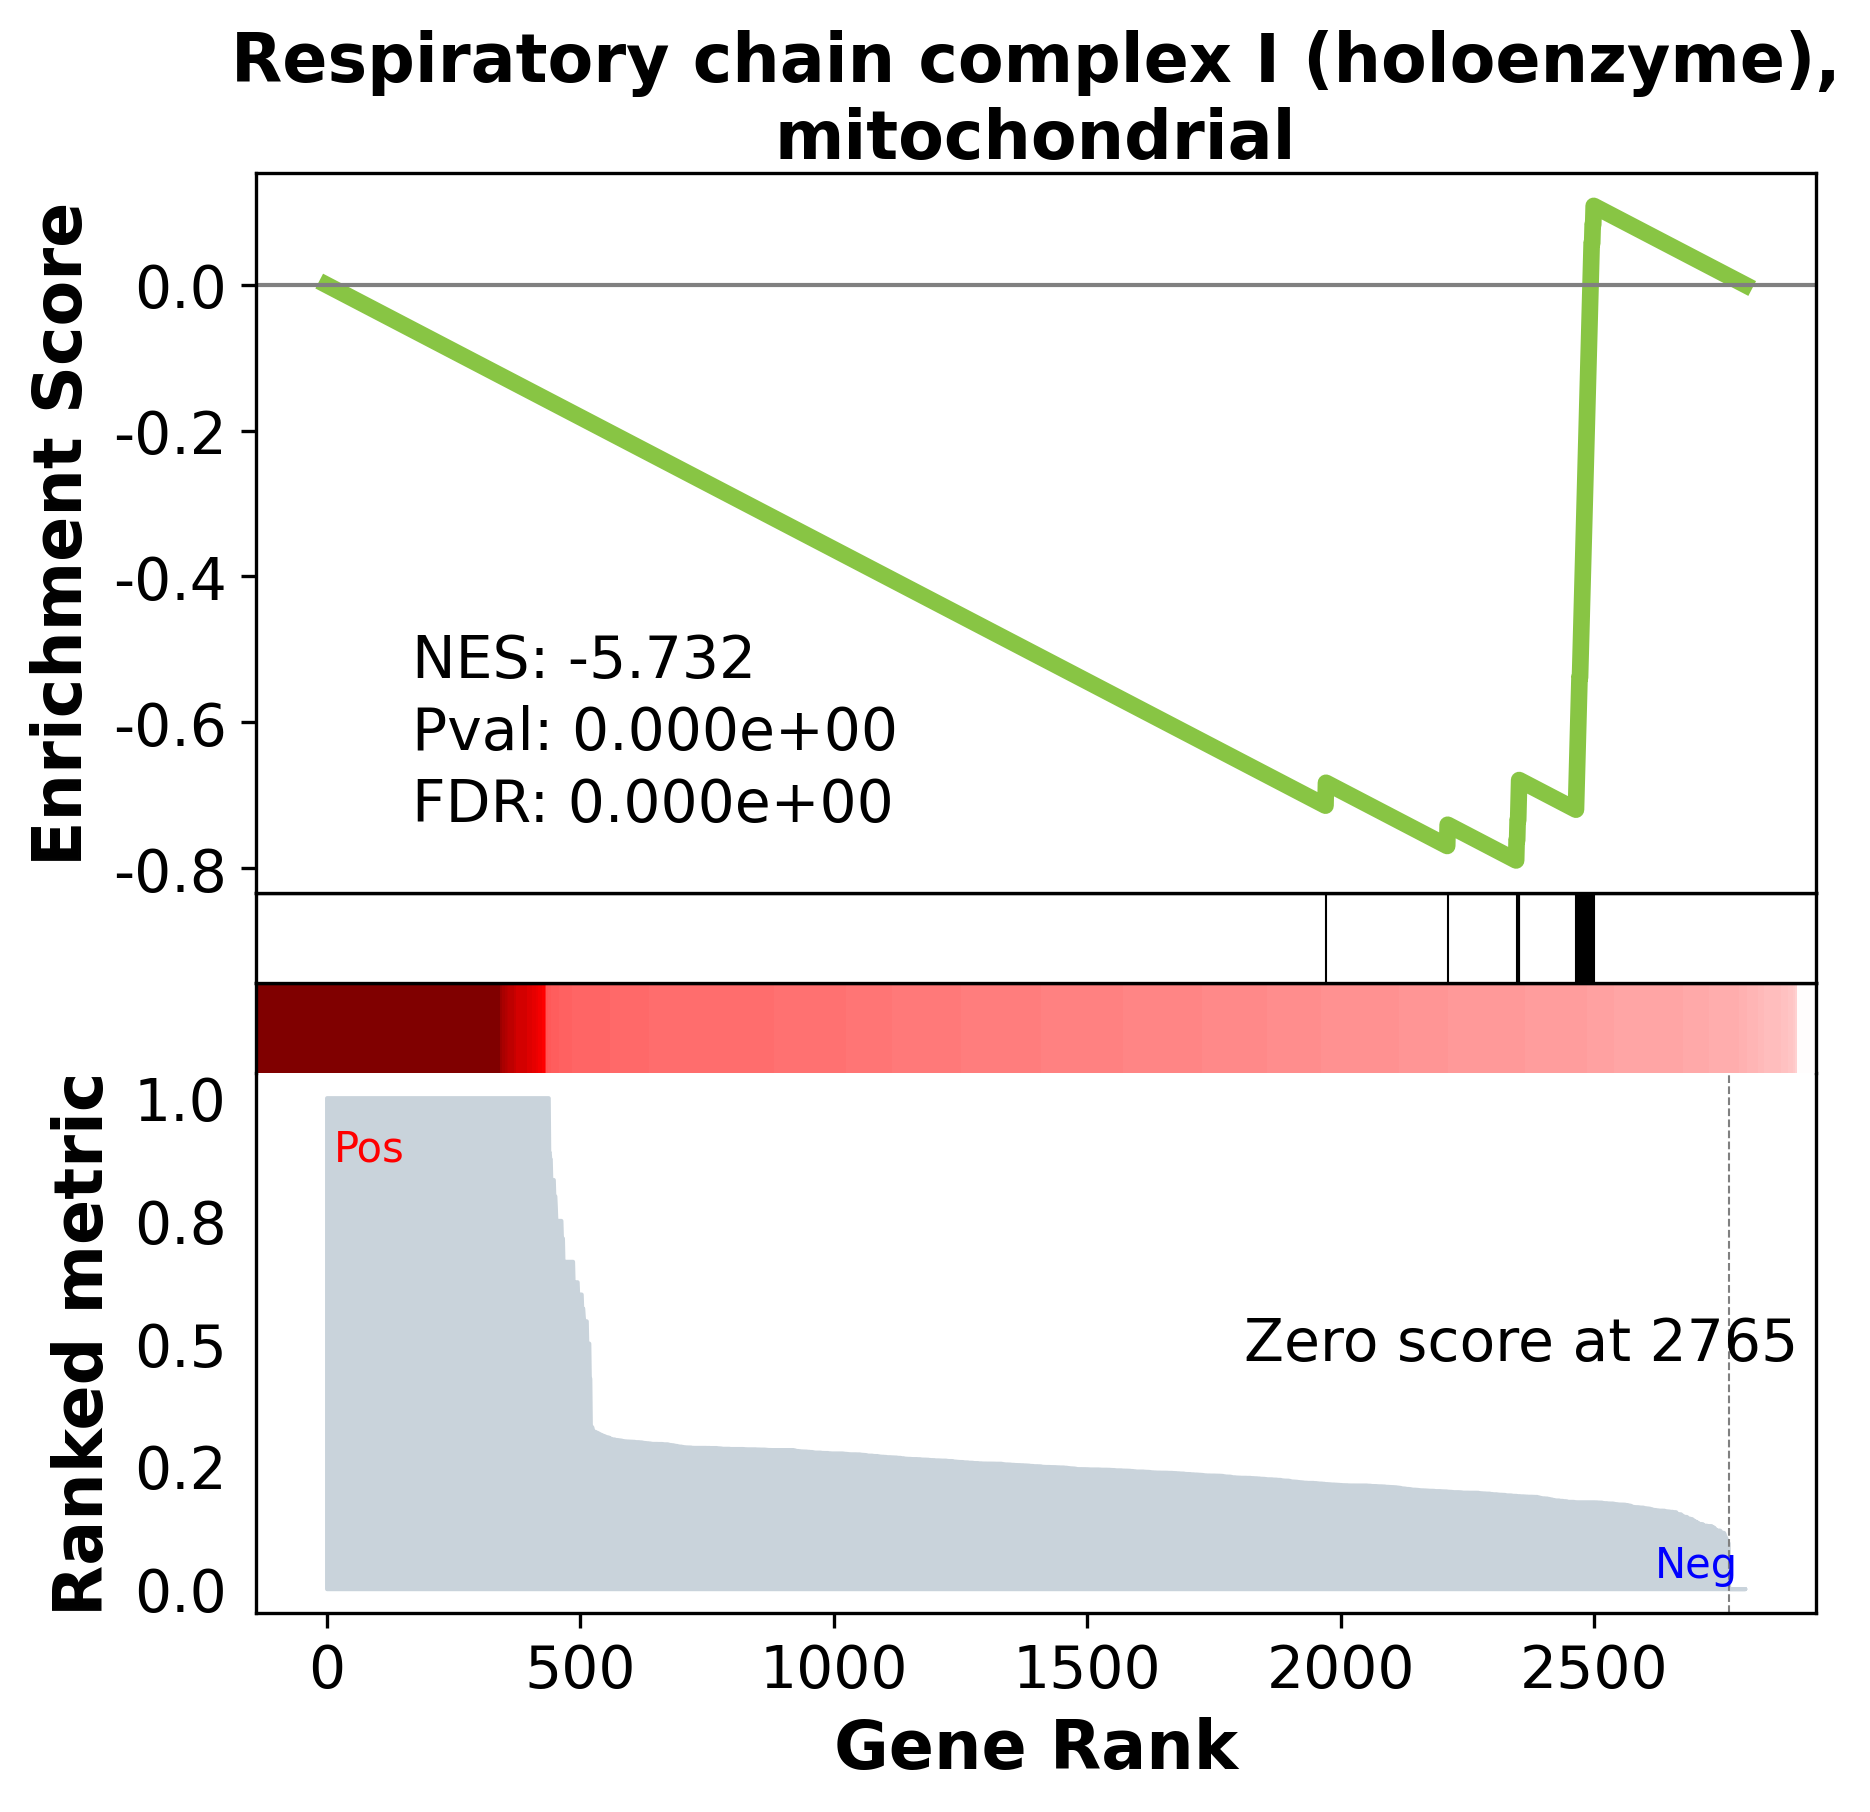 Respiratory chain complex I (holoenzyme),
mitochondrial
Enrichment Score
0.0
-0.2
-0.4
-0.6
-0.8
NES: -5.732
Pval: 0.000e+00
FDR: 0.000e+00
Ranked metric
1.0
0.8
0.5
0.2
0.0
Pos
Zero score at 2765
Neg
0 500 1000 1500 2000 2500
Gene Rank